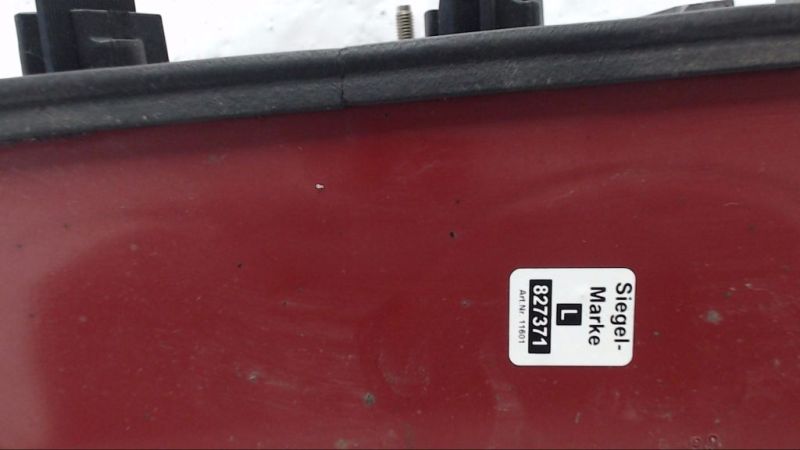 Siegel-
Marke
L
827371
Art.Nr. 11601